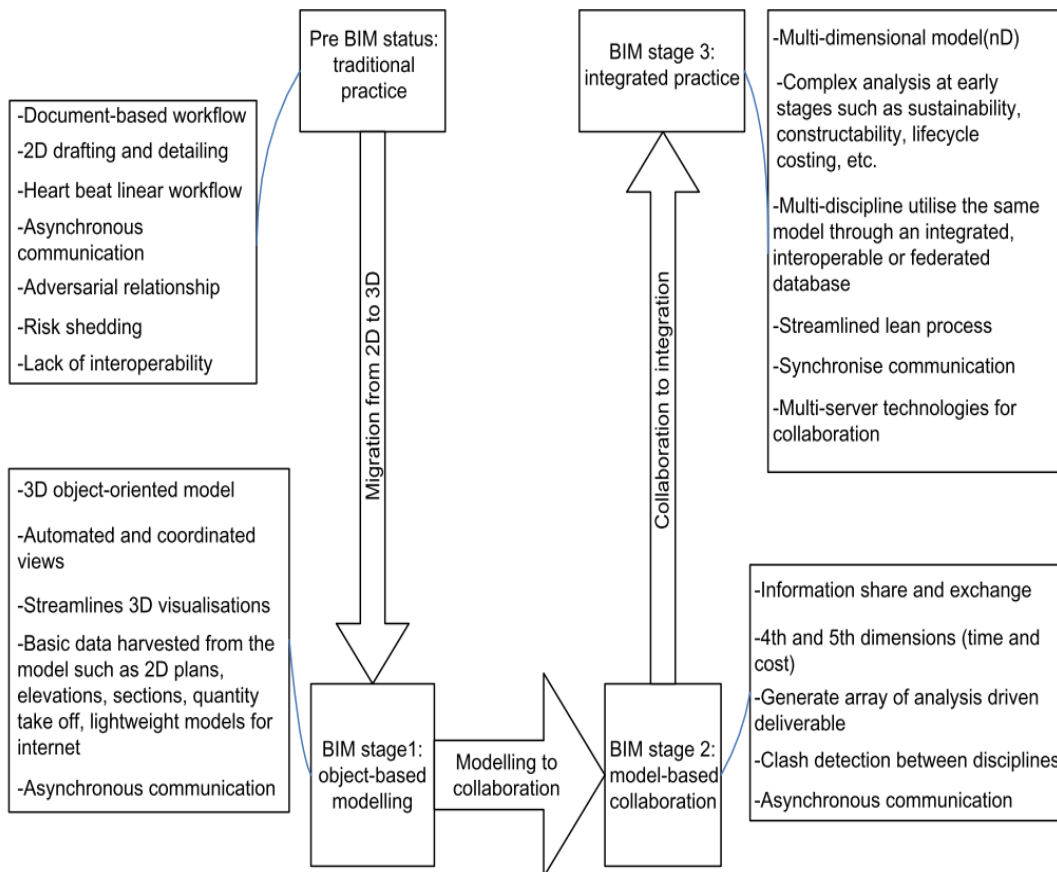 Pre BIM status:
traditional
practice
-Document-based workflow
-2D drafting and detailing
-Heart beat linear workflow
-Asynchronous
communication
-Adversarial relationship
-Risk shedding
-Lack of interoperability
Migration from 2D to 3D
-3D object-oriented model
-Automated and coordinated
views
-Streamlines 3D visualisations
-Basic data harvested from the
model such as 2D plans,
elevations, sections, quantity
take off, lightweight models for
internet
-Asynchronous communication
BIM stage1:
object-based
modelling
Modelling to
collaboration
BIM stage 2:
model-based
collaboration
-Information share and exchange
-4th and 5th dimensions (time and
cost)
-Generate array of analysis driven
deliverable
-Clash detection between disciplines
-Asynchronous communication
Collaboration to integration
BIM stage 3:
integrated practice
-Multi-dimensional model(nD)
-Complex analysis at early
stages such as sustainability,
constructability, lifecycle
costing, etc.
-Multi-discipline utilise the same
model through an integrated,
interoperable or federated
database
-Streamlined lean process
-Synchronise communication
-Multi-server technologies for
collaboration